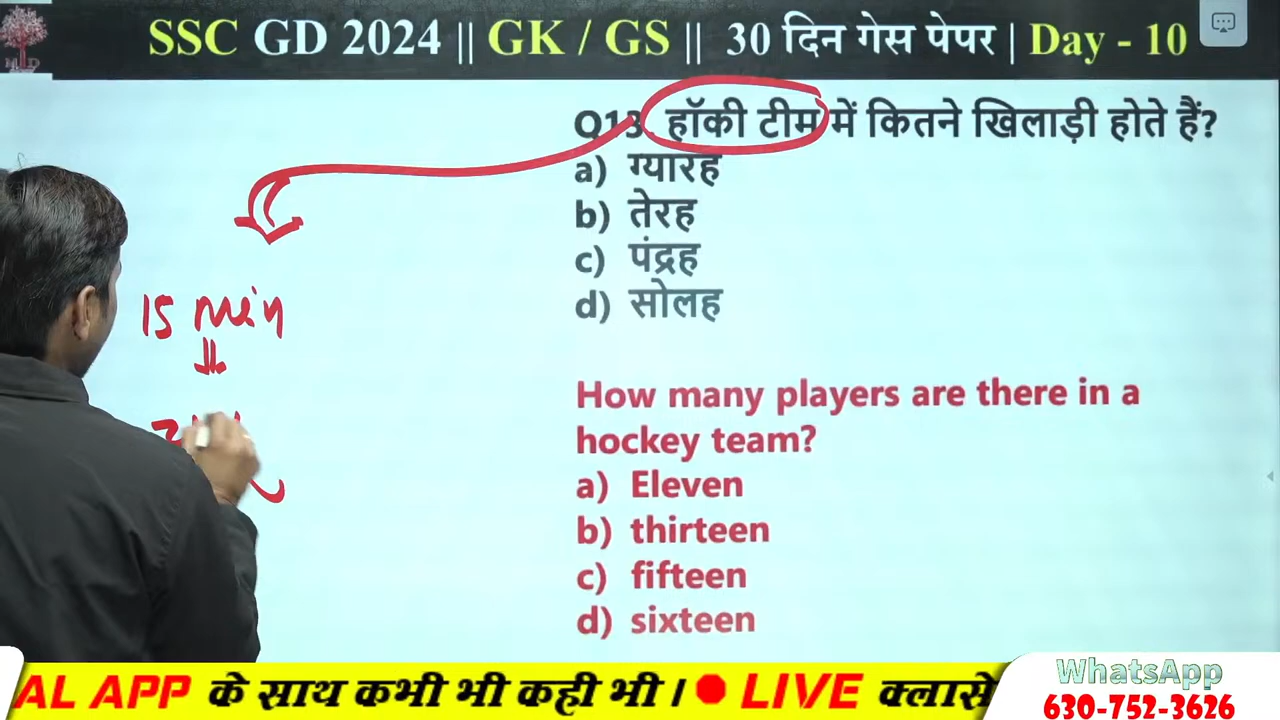 SSC GD 2024 || GK / GS || 30 दिन गेस पेपर | Day - 10
Q13. हॉकी टीम में कितने खिलाड़ी होते हैं?
a) ग्यारह
b) तेरह
c) पंद्रह
d) सोलह
15 min
How many players are there in a
hockey team?
a) Eleven
b) thirteen
c) fifteen
d) sixteen
AL APP के साथ कभी भी कही भी । LIVE
WhatsApp
630-752-3626